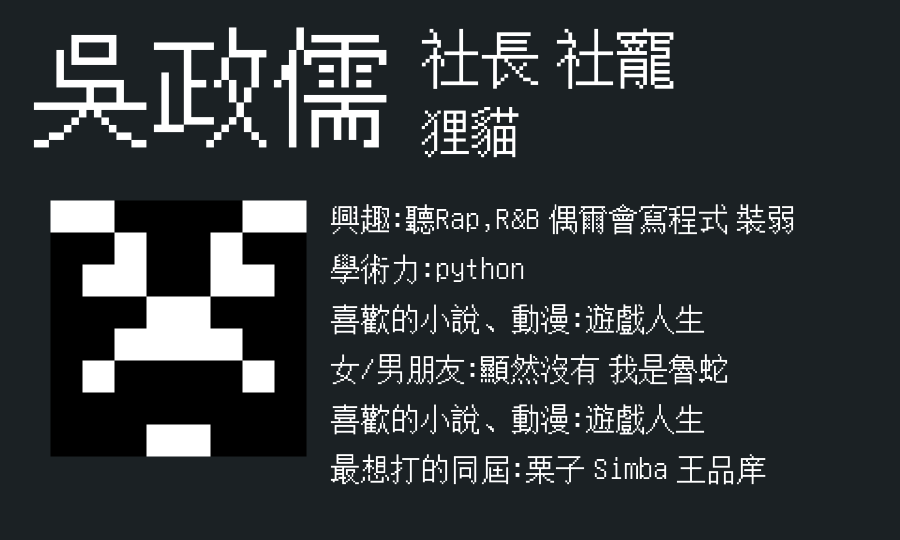 吳政儒
社長 社寵
狸貓
興趣:聽Rap,R&B 偶爾會寫程式 裝弱
學術力:python
喜歡的小說、動漫:遊戲人生
女/男朋友:顯然沒有 我是魯蛇
喜歡的小說、動漫:遊戲人生
最想打的同屆:栗子 Simba 王品庠